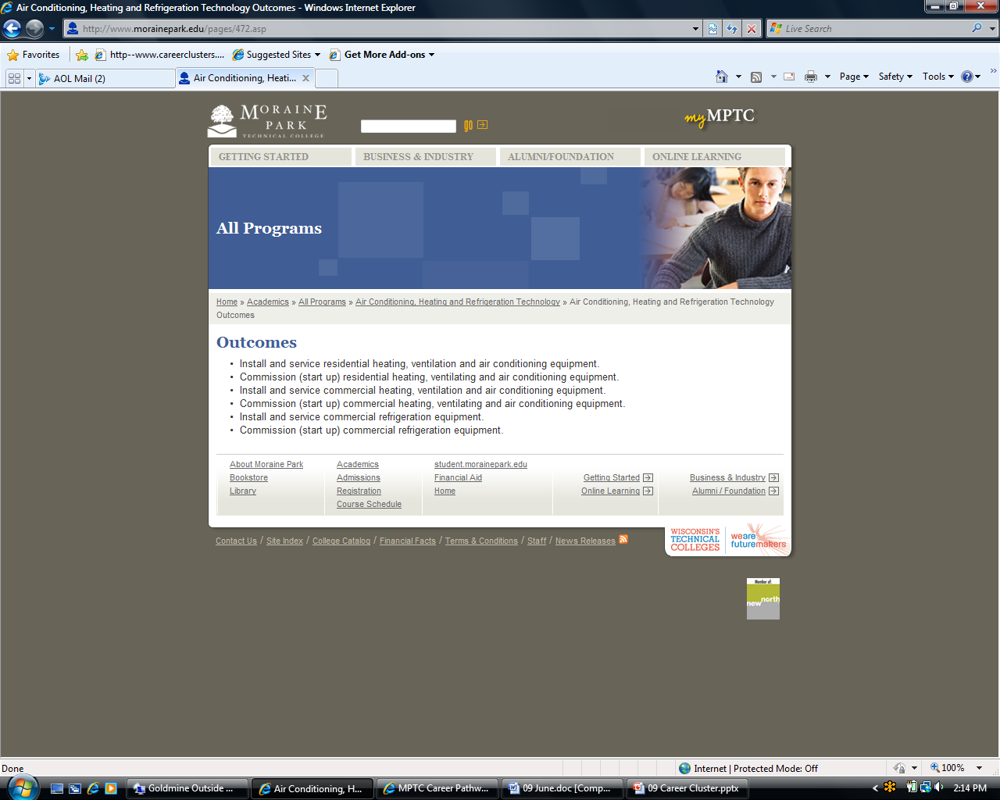 Air Conditioning, Heating and Refrigeration Technology Outcomes - Windows Internet Explorer
http://www.morainepark.edu/pages/472.asp
Live Search
Favorites
http--www.careerclusters....
Suggested Sites
Get More Add-ons
AOL Mail (2)
Air Conditioning, Heati...
Page
Safety
Tools
MORAINE
PARK
TECHNICAL COLLEGE
go
myMPTC
GETTING STARTED
BUSINESS & INDUSTRY
ALUMNI/FOUNDATION
ONLINE LEARNING
All Programs
Home » Academics » All Programs » Air Conditioning, Heating and Refrigeration Technology » Air Conditioning, Heating and Refrigeration Technology
Outcomes
Outcomes
• Install and service residential heating, ventilation and air conditioning equipment.
• Commission (start up) residential heating, ventilating and air conditioning equipment.
• Install and service commercial heating, ventilation and air conditioning equipment.
• Commission (start up) commercial heating, ventilating and air conditioning equipment.
• Install and service commercial refrigeration equipment.
• Commission (start up) commercial refrigeration equipment.
About Moraine Park
Bookstore
Library
Academics
Admissions
Registration
Course Schedule
student.morainepark.edu
Financial Aid
Home
Getting Started
Online Learning
Business & Industry
Alumni / Foundation
Contact Us / Site Index / College Catalog / Financial Facts / Terms & Conditions / Staff / News Releases
WISCONSIN'S
TECHNICAL
COLLEGES
weare
futuremakers
Member of:
new north
Done
Internet | Protected Mode: Off
100%
Goldmine Outside ...
Air Conditioning, H...
MPTC Career Pathw...
09 June.doc [Comp...
09 Career Cluster.pptx
2:14 PM